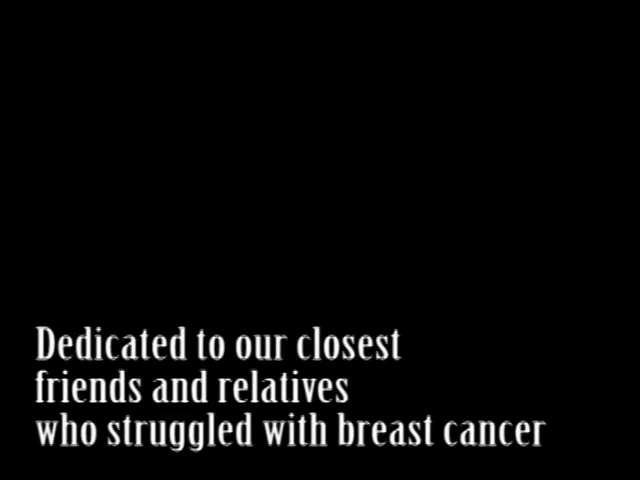 Dedicated to our closest
friends and relatives
who struggled with breast cancer